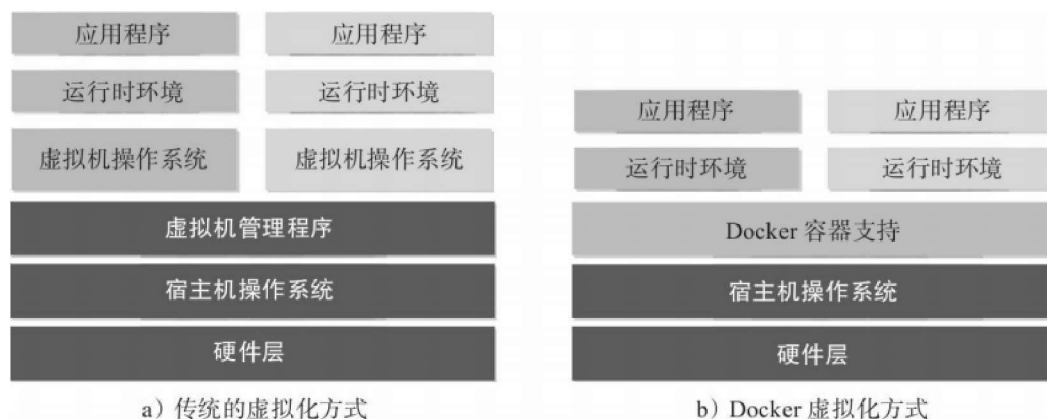 应用程序 应用程序
运行时环境 运行时环境
虚拟机操作系统 虚拟机操作系统
虚拟机管理程序
宿主机操作系统
硬件层
a）传统的虚拟化方式
应用程序 应用程序
运行时环境 运行时环境
Docker 容器支持
宿主机操作系统
硬件层
b）Docker 虚拟化方式